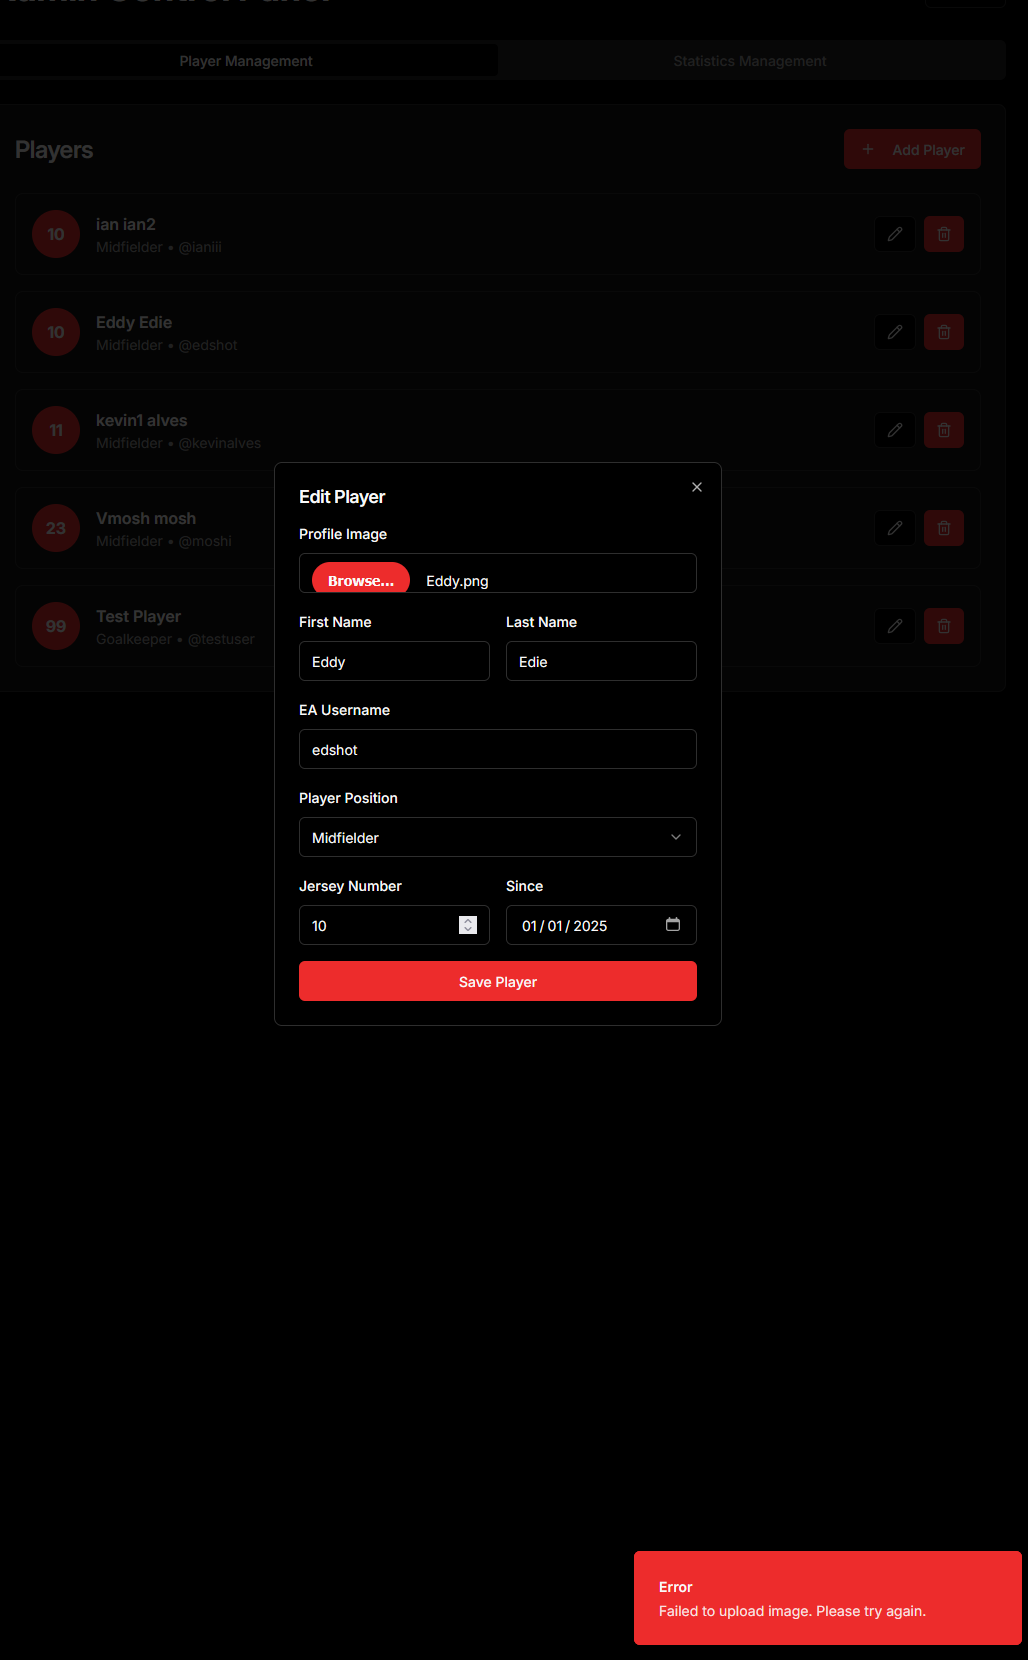 Player Management
Statistics Management
Players
+ Add Player
10
ian ian2
Midfielder • @ianiii
10
Eddy Edie
Midfielder • @edshot
11
kevin1 alves
Midfielder • @kevinalves
23
Vmosh mosh
Midfielder • @moshi
99
Test Player
Goalkeeper • @testuser
Edit Player
Profile Image
Browse... Eddy.png
First Name Last Name
Eddy Edie
EA Username
edshot
Player Position
Midfielder
Jersey Number Since
10 01/01/2025
Save Player
Error
Failed to upload image. Please try again.